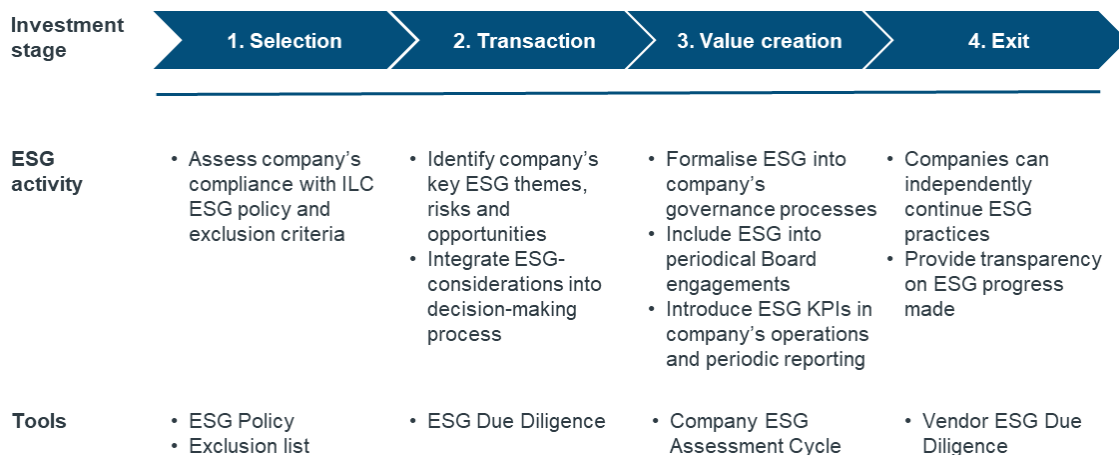 Investment stage
1. Selection
2. Transaction
3. Value creation
4. Exit
ESG activity
• Assess company's
compliance with ILC
ESG policy and
exclusion criteria
• Identify company's
key ESG themes,
risks and
opportunities
• Integrate ESG-
considerations into
decision-making
process
• Formalise ESG into
company's
governance processes
• Include ESG into
periodical Board
engagements
• Introduce ESG KPIs in
company's operations
and periodic reporting
• Companies can
independently
continue ESG
practices
• Provide transparency
on ESG progress
made
Tools
• ESG Policy
• Exclusion list
• ESG Due Diligence
• Company ESG
Assessment Cycle
• Vendor ESG Due
Diligence